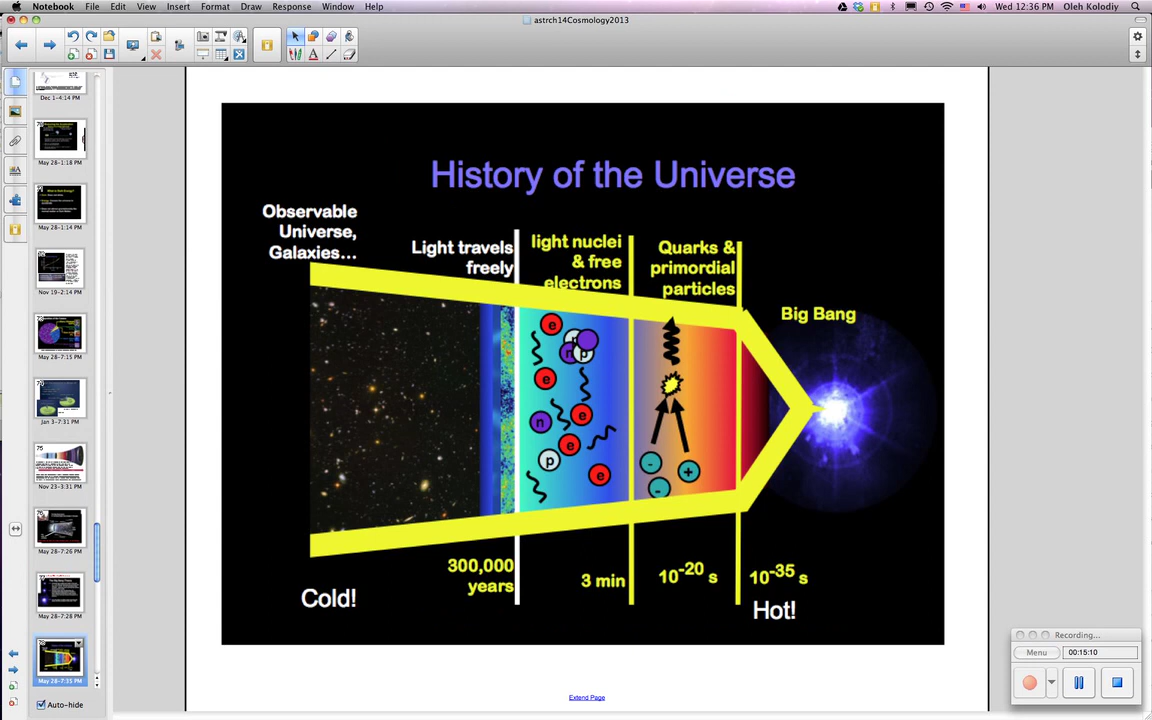 Notebook File Edit View Insert Format Draw Response Window Help Wed 12:36 PM Oleh Kolodiy
astrch14Cosmology2013
Dec 1-4:14 PM
May 28-1:18 PM
May 28-1:14 PM
Nov 19-2:14 PM
May 28-7:15 PM
Jan 3-7:31 PM
75
Nov 23-3:31 PM
May 28-7:26 PM
May 28-7:28 PM
May 28-7:35 PM
Auto-hide
History of the Universe
Observable
Universe,
Galaxies...
Light travels
freely
light nuclei
& free
electrons
Quarks &
primordial
particles
Big Bang
e
n
p
e
n
e
e
p
e
-
+
-
300,000
years
3 min
10-20 s
10-35 s
Cold!
Hot!
Extend Page
Recording...
Menu
00:15:10